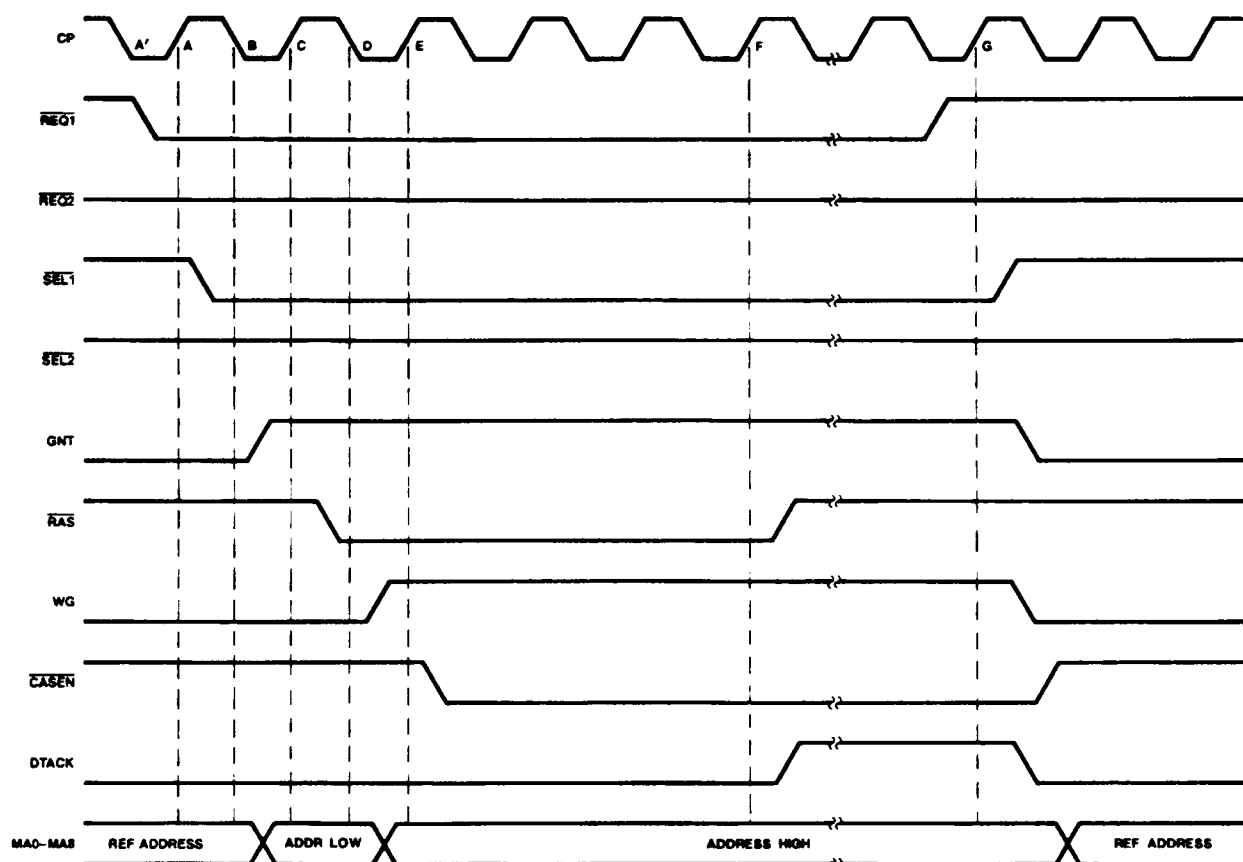 CP A' A B C D E F G
REQ1
REQ2
SEL1
SEL2
GNT
RAS
WG
CASEN
DTACK
MA0–MA8 REF ADDRESS ADDR LOW ADDRESS HIGH REF ADDRESS